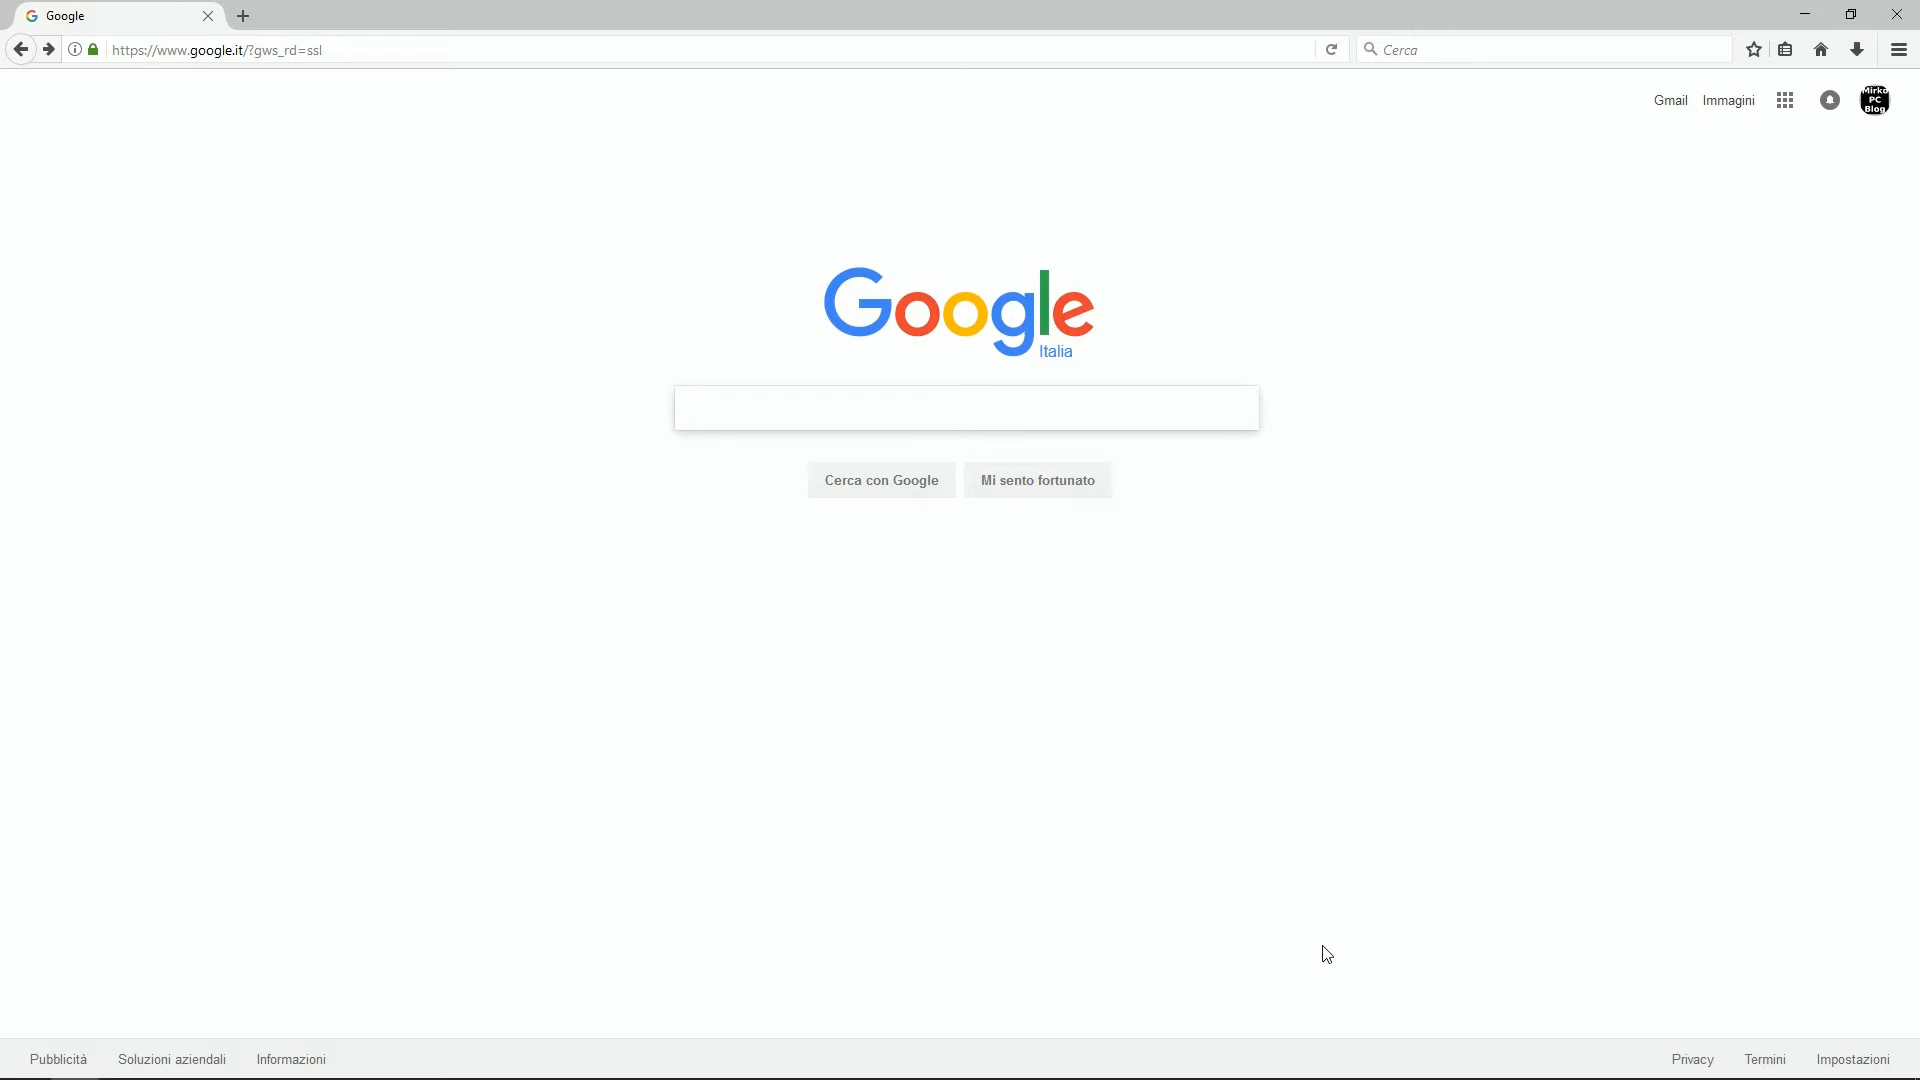 Google
https://www.google.it/?gws_rd=ssl
Cerca
Gmail Immagini
Mirko
PC
Blog
Google
Italia
Cerca con Google Mi sento fortunato
Pubblicità Soluzioni aziendali Informazioni Privacy Termini Impostazioni